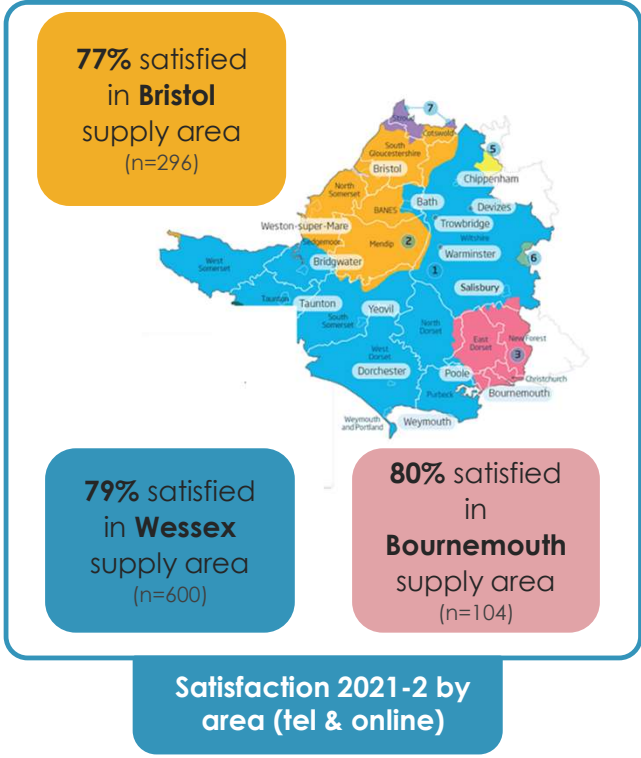 77% satisfied
in Bristol
supply area
(n=296)
7
Stroud
Cotswold
5
South
Gloucestershire
Bristol
Chippenham
North
Somerset
Bath
Devizes
BANES
Weston-super-Mare
Trowbridge
Wiltshire
Sedgemoor
Mendip
2
Warminster
6
West
Somerset
Bridgwater
1
Salisbury
Taunton
Taunton
Yeovil
South
Somerset
North
Dorset
East
Dorset
New Forest
3
West
Dorset
Dorchester
Poole
Christchurch
Purbeck
Bournemouth
Weymouth
and Portland
Weymouth
79% satisfied
in Wessex
supply area
(n=600)
80% satisfied
in
Bournemouth
supply area
(n=104)
Satisfaction 2021-2 by
area (tel & online)